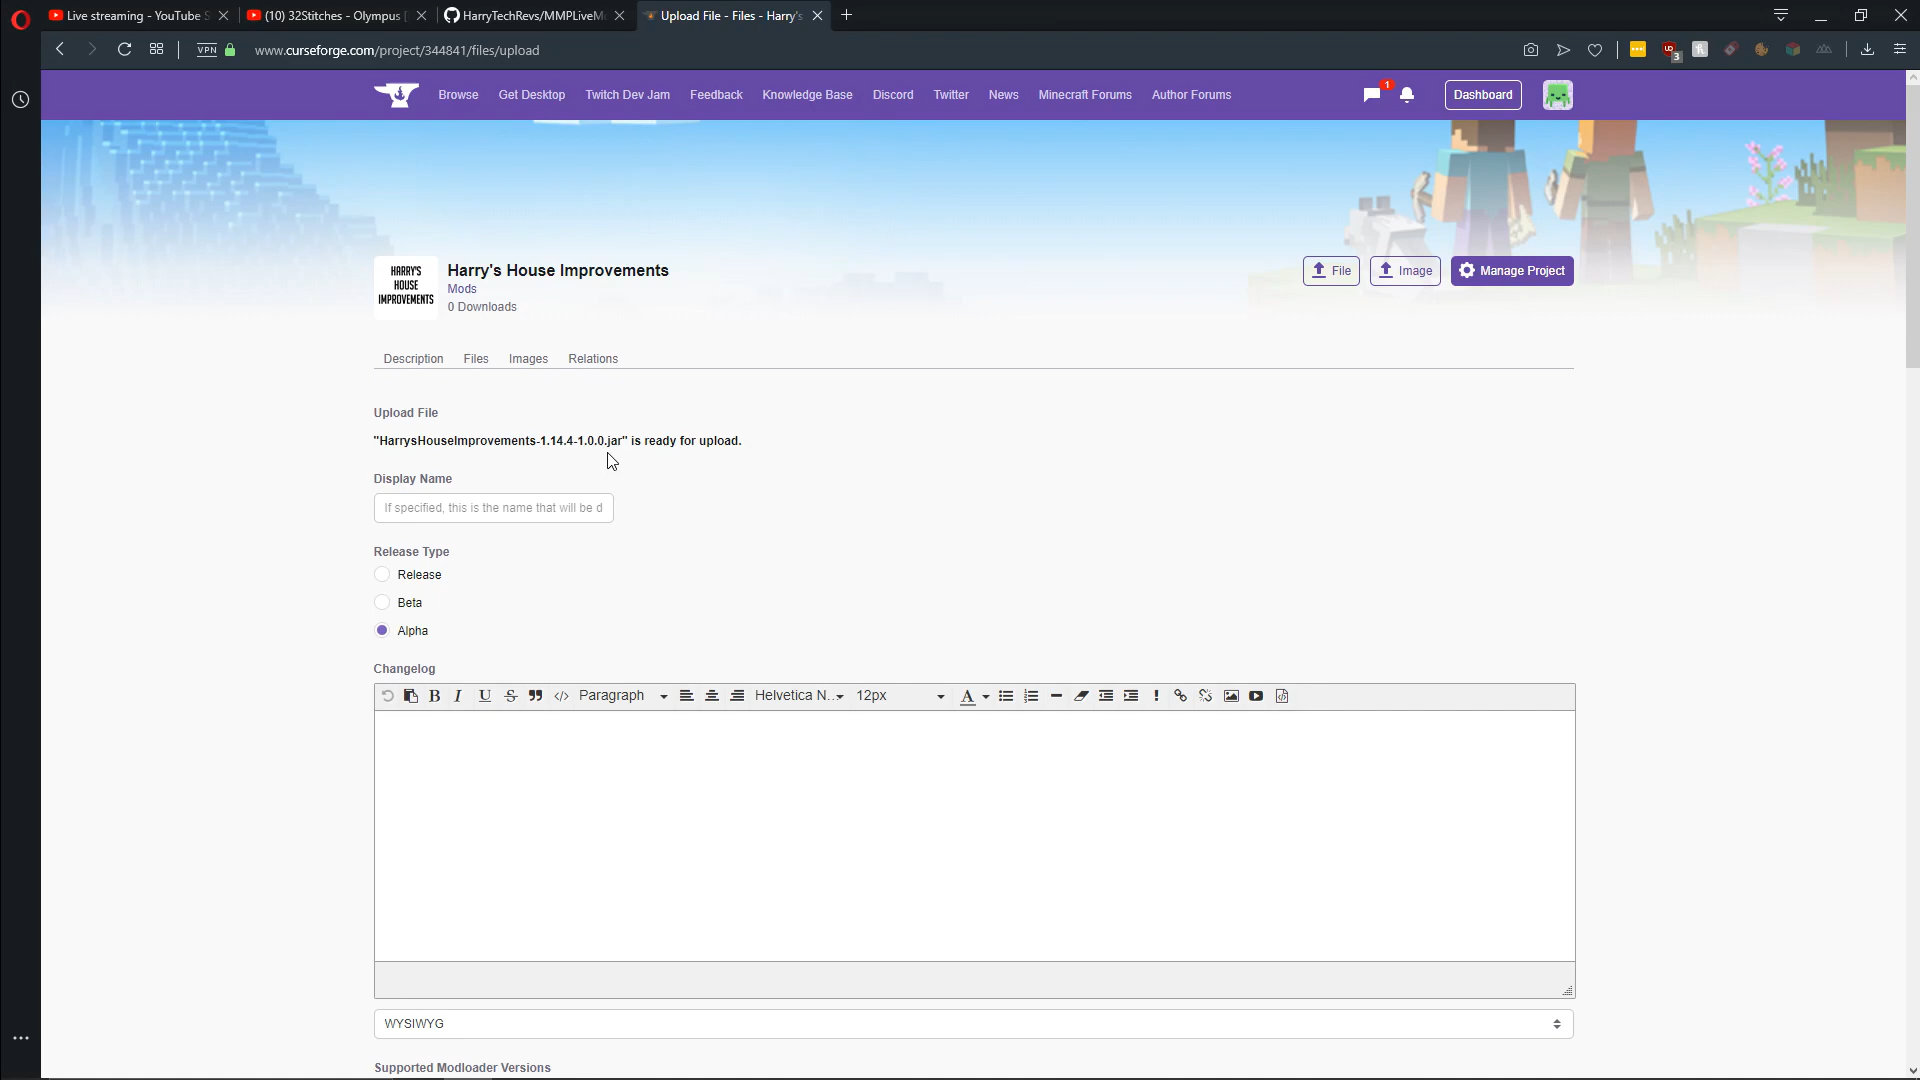 Live streaming - YouTube S
(10) 32Stitches - Olympus [
HarryTechRevs/MMPLiveM
Upload File - Files - Harry's
VPN
www.curseforge.com/project/344841/files/upload
3
Browse
Get Desktop
Twitch Dev Jam
Feedback
Knowledge Base
Discord
Twitter
News
Minecraft Forums
Author Forums
1
Dashboard
HARRY'S
HOUSE
IMPROVEMENTS
Harry's House Improvements
Mods
0 Downloads
File
Image
Manage Project
Description
Files
Images
Relations
Upload File
"HarrysHouseImprovements-1.14.4-1.0.0.jar" is ready for upload.
Display Name
If specified, this is the name that will be d
Release Type
Release
Beta
Alpha
Changelog
Paragraph
Helvetica N...
12px
WYSIWYG
Supported Modloader Versions